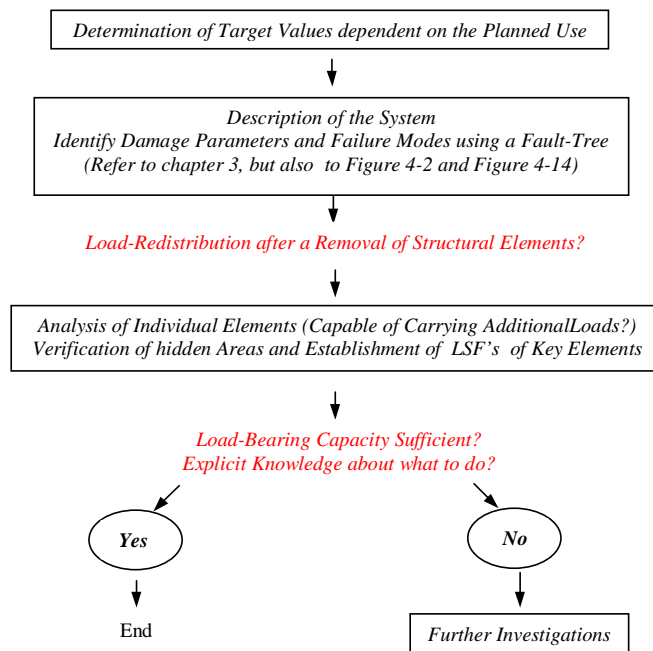 Determination of Target Values dependent on the Planned Use
Description of the System
Identify Damage Parameters and Failure Modes using a Fault-Tree
(Refer to chapter 3, but also to Figure 4-2 and Figure 4-14)
Load-Redistribution after a Removal of Structural Elements?
Analysis of Individual Elements (Capable of Carrying AdditionalLoads?)
Verification of hidden Areas and Establishment of LSF's of Key Elements
Load-Bearing Capacity Sufficient?
Explicit Knowledge about what to do?
Yes
No
End
Further Investigations